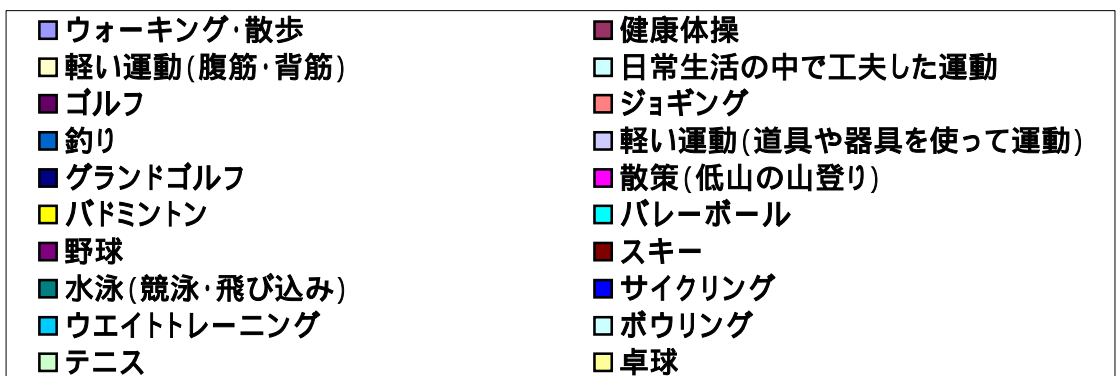 ウォーキング・散歩
健康体操
軽い運動(腹筋・背筋)
日常生活の中で工夫した運動
ゴルフ
ジョギング
釣り
軽い運動(道具や器具を使って運動)
グランドゴルフ
散策(低山の山登り)
バドミントン
バレーボール
野球
スキー
水泳(競泳・飛び込み)
サイクリング
ウエイトトレーニング
ボウリング
テニス
卓球